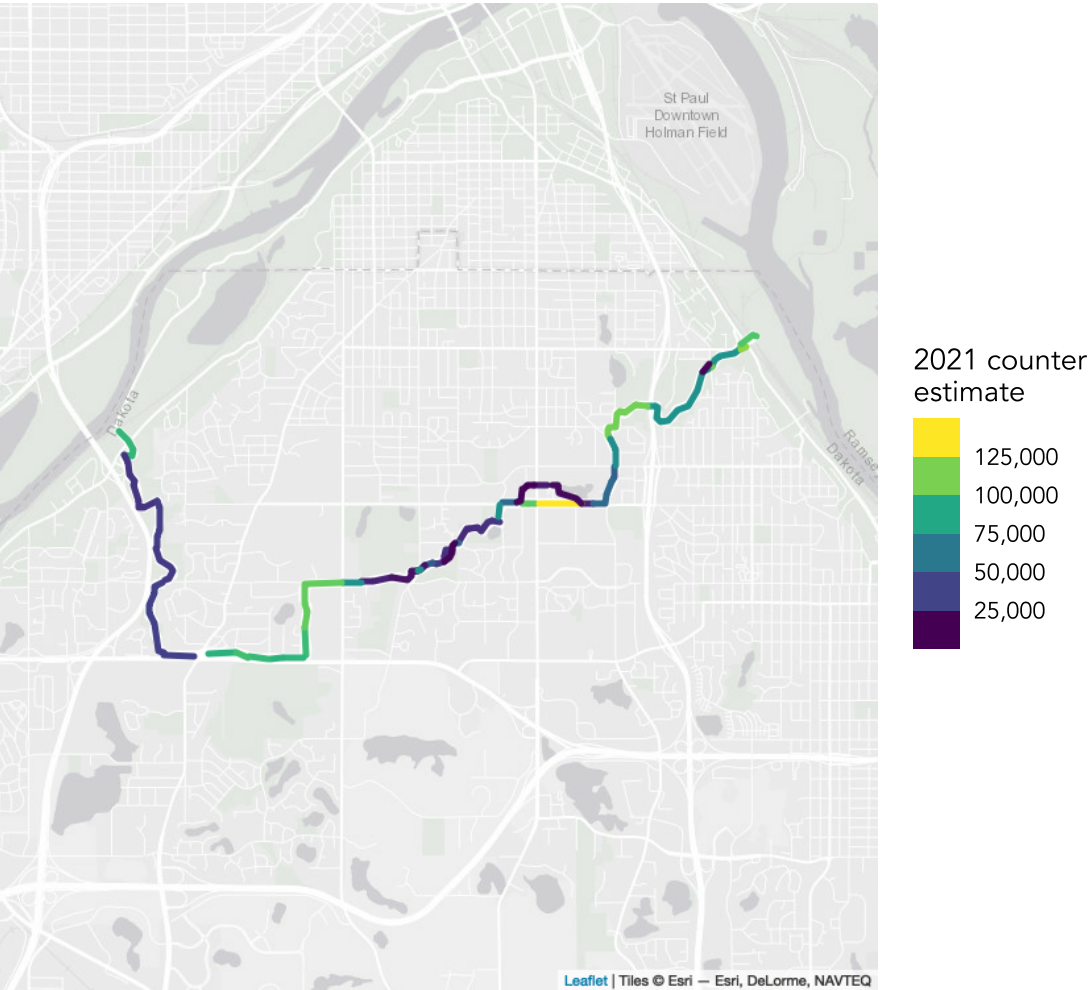 St Paul
Downtown
Holman Field
Dakota
Ramse
Dakota
2021 counter
estimate
125,000
100,000
75,000
50,000
25,000
Leaflet | Tiles © Esri — Esri, DeLorme, NAVTEQ